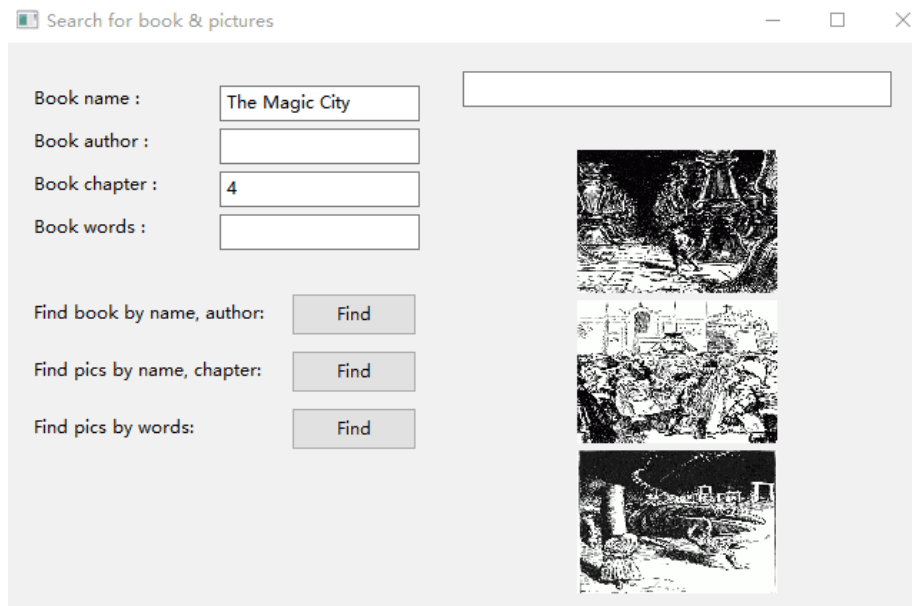 Search for book & pictures
Book name :
The Magic City
Book author :
Book chapter :
4
Book words :
Find book by name, author:
Find
Find pics by name, chapter:
Find
Find pics by words:
Find